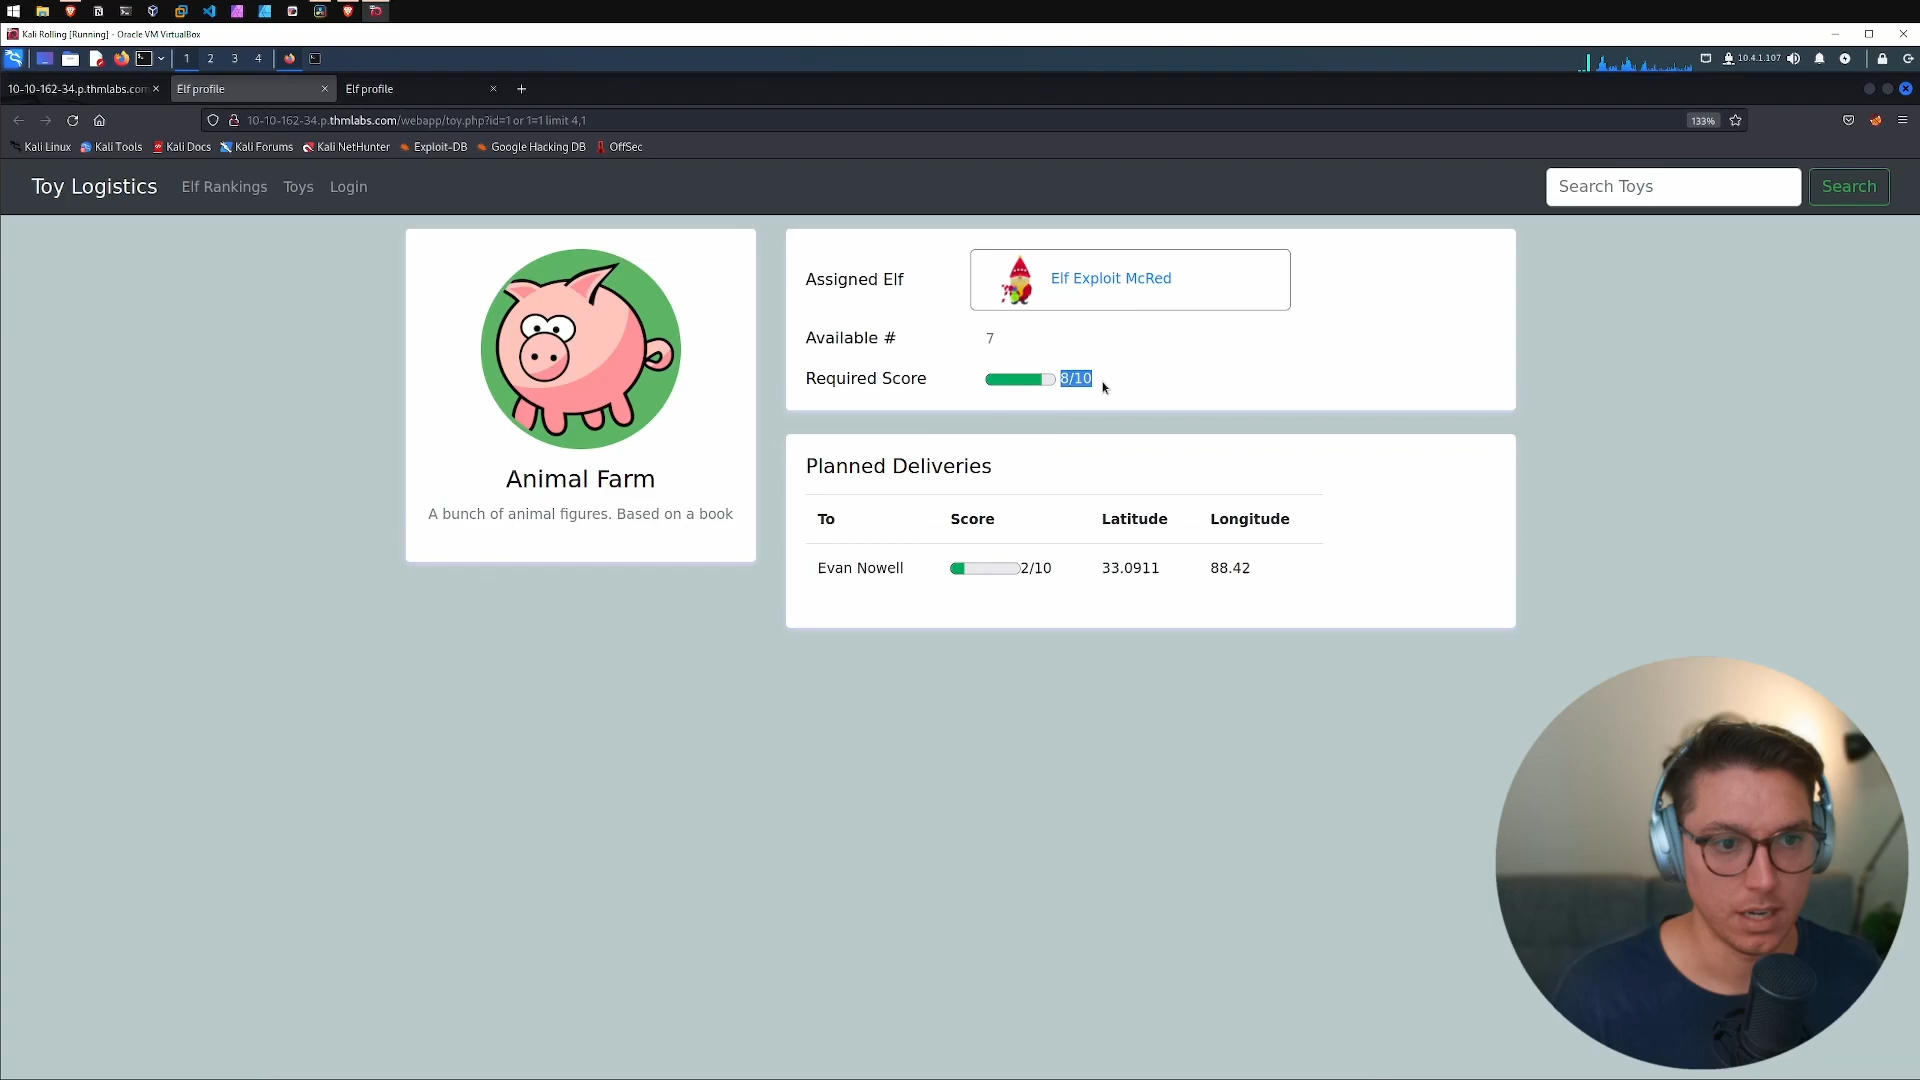 Kali Rolling [Running] - Oracle VM VirtualBox
1 2 3 4
10.4.1.107
10-10-162-34.p.thmlabs.com
Elf profile
Elf profile
10-10-162-34.p.thmlabs.com/webapp/toy.php?id=1 or 1=1 limit 4,1
133%
Kali Linux Kali Tools Kali Docs Kali Forums Kali NetHunter Exploit-DB Google Hacking DB OffSec
Toy Logistics Elf Rankings Toys Login
Search Toys Search
Animal Farm
A bunch of animal figures. Based on a book
Assigned Elf Elf Exploit McRed
Available # 7
Required Score 8/10
Planned Deliveries
To Score Latitude Longitude
Evan Nowell 2/10 33.0911 88.42